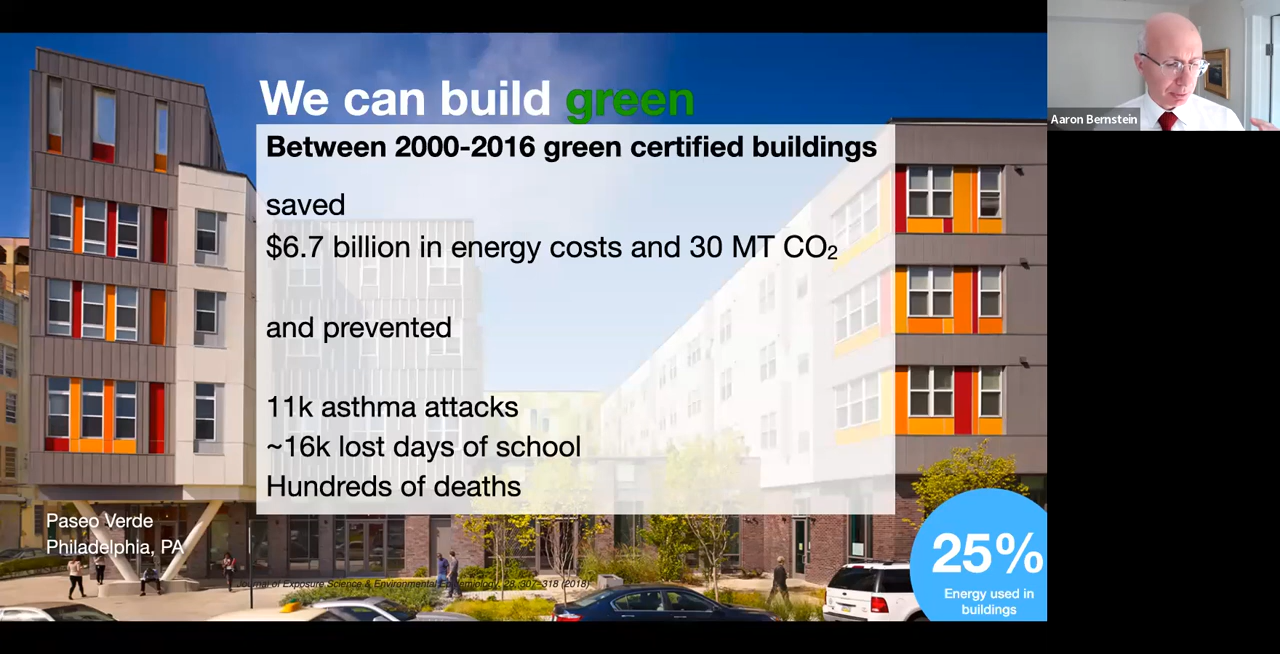 We can build green
Between 2000-2016 green certified buildings
saved
$6.7 billion in energy costs and 30 MT CO₂
and prevented
11k asthma attacks
~16k lost days of school
Hundreds of deaths
Paseo Verde
Philadelphia, PA
Journal of Exposure Science & Environmental Epidemiology, 28, 307–318 (2018)
25%
Energy used in
buildings
Aaron Bernstein